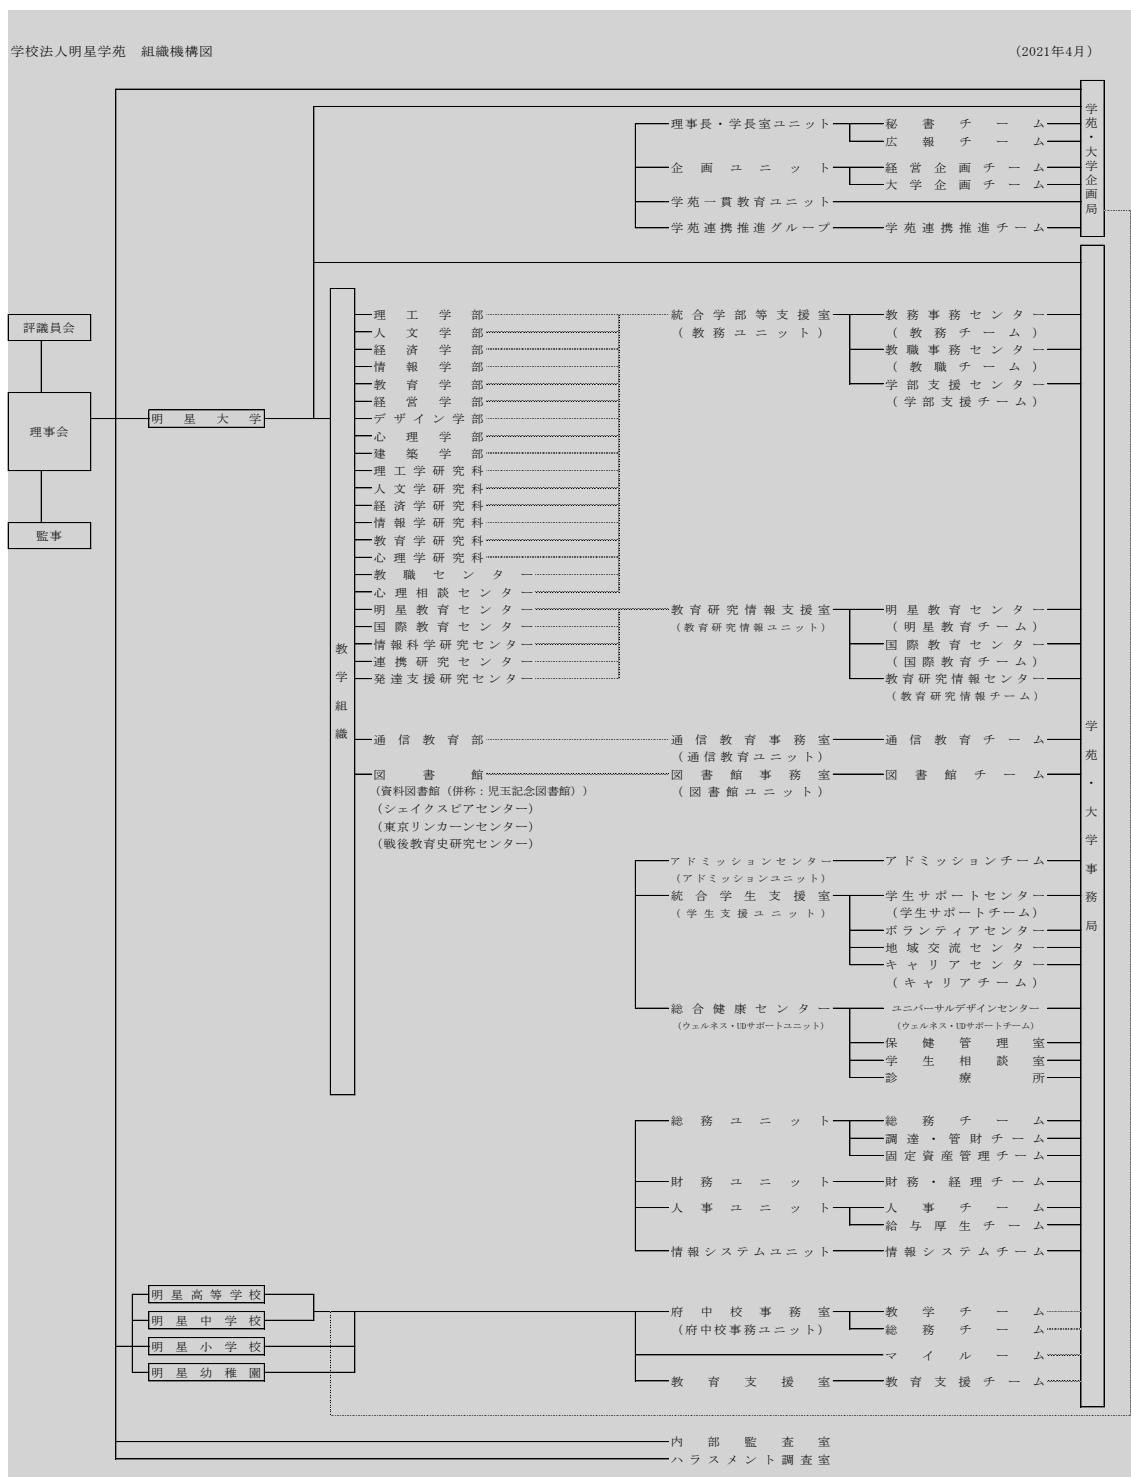 学校法人明星学苑　組織機構図
（2021年4月）
学苑・大学企画局
理事長・学長室ユニット　秘書チーム
広報チーム
企画ユニット　経営企画チーム
大学企画チーム
学苑一貫教育ユニット
学苑連携推進グループ　学苑連携推進チーム
評議員会
理事会
監事
明星大学
教学組織
学苑・大学事務局
理工学部　統合学部等支援室　教務事務センター
人文学部　（教務ユニット）　（教務チーム）
経済学部　教職事務センター
情報学部　（教職チーム）
教育学部　学部支援センター
経営学部　（学部支援チーム）
デザイン学部
心理学部
建築学部
理工学研究科
人文学研究科
経済学研究科
情報学研究科
教育学研究科
心理学研究科
教職センター
心理相談センター
明星教育センター　教育研究情報支援室　明星教育センター
国際教育センター　（教育研究情報ユニット）　（明星教育チーム）
情報科学研究センター　国際教育センター
連携研究センター　（国際教育チーム）
発達支援研究センター　教育研究情報センター
（教育研究情報チーム）
通信教育部　通信教育事務室　通信教育チーム
（通信教育ユニット）
図書館　図書館事務室　図書館チーム
（資料図書館（併称：児玉記念図書館））　（図書館ユニット）
（シェイクスピアセンター）
（東京リンカーンセンター）
（戦後教育史研究センター）
アドミッションセンター　アドミッションチーム
（アドミッションユニット）
統合学生支援室　学生サポートセンター
（学生支援ユニット）　（学生サポートチーム）
ボランティアセンター
地域交流センター
キャリアセンター
（キャリアチーム）
総合健康センター　ユニバーサルデザインセンター
（ウェルネス・UDサポートユニット）　（ウェルネス・UDサポートチーム）
保健管理室
学生相談室
診療所
総務ユニット　総務チーム
調達・管財チーム
固定資産管理チーム
財務ユニット　財務・経理チーム
人事ユニット　人事チーム
給与厚生チーム
情報システムユニット　情報システムチーム
明星高等学校
明星中学校
明星小学校
明星幼稚園
府中校事務室　教学チーム
（府中校事務ユニット）　総務チーム
マイルーム
教育支援室　教育支援チーム
内部監査室
ハラスメント調査室